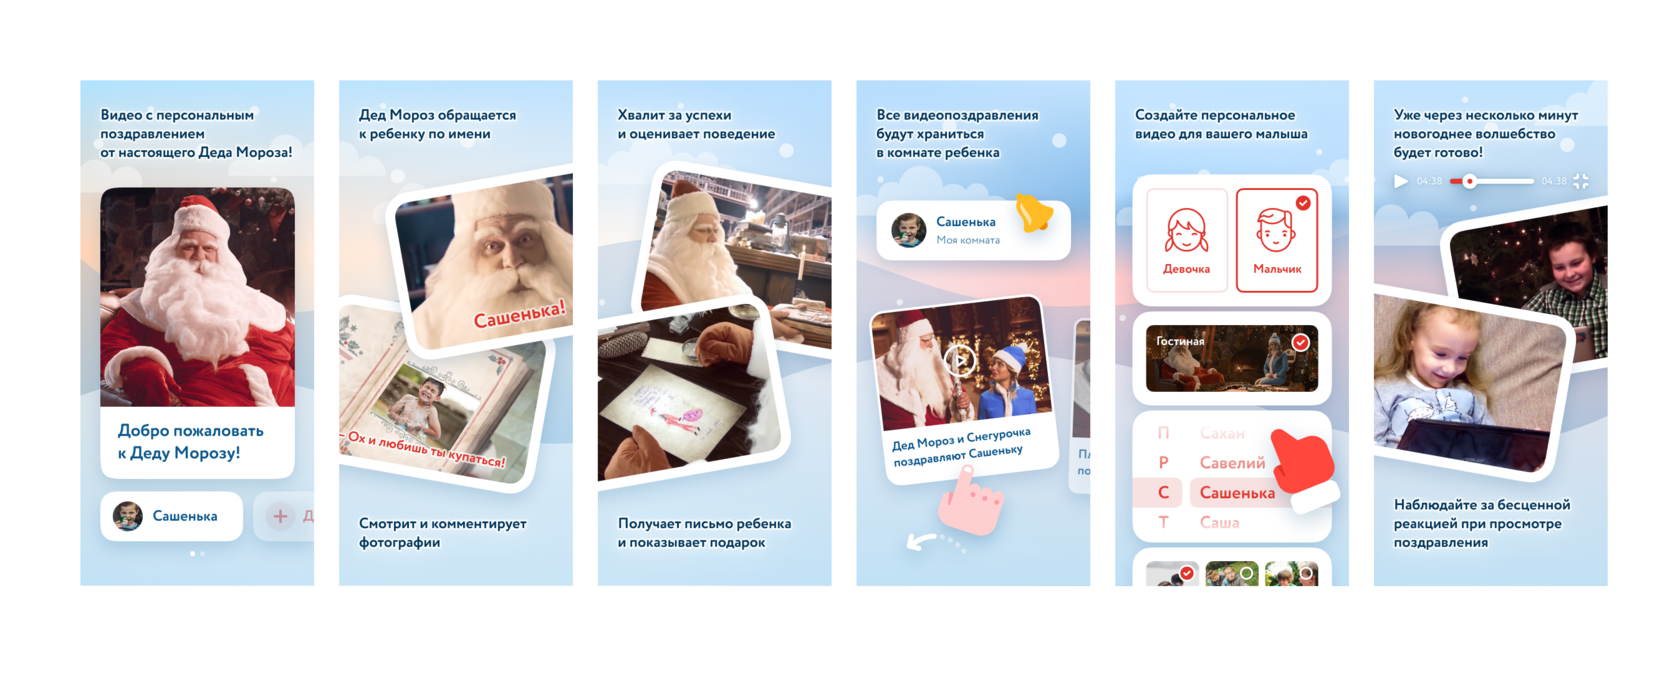 Видео с персональным
поздравлением
от настоящего Деда Мороза!
Добро пожаловать
к Деду Морозу!
Сашенька
Д
Дед Мороз обращается
к ребенку по имени
Сашенька!
– Ох и любишь ты купаться!
Смотрит и комментирует
фотографии
Хвалит за успехи
и оценивает поведение
Получает письмо ребенка
и показывает подарок
Все видеопоздравления
будут храниться
в комнате ребенка
Сашенька
Моя комната
Дед Мороз и Снегурочка
поздравляют Сашеньку
Создайте персональное
видео для вашего малыша
Девочка
Мальчик
Гостиная
П Сахан
Р Савелий
С Сашенька
Т Саша
Уже через несколько минут
новогоднее волшебство
будет готово!
04:38 04:38
Наблюдайте за бесценной
реакцией при просмотре
поздравления